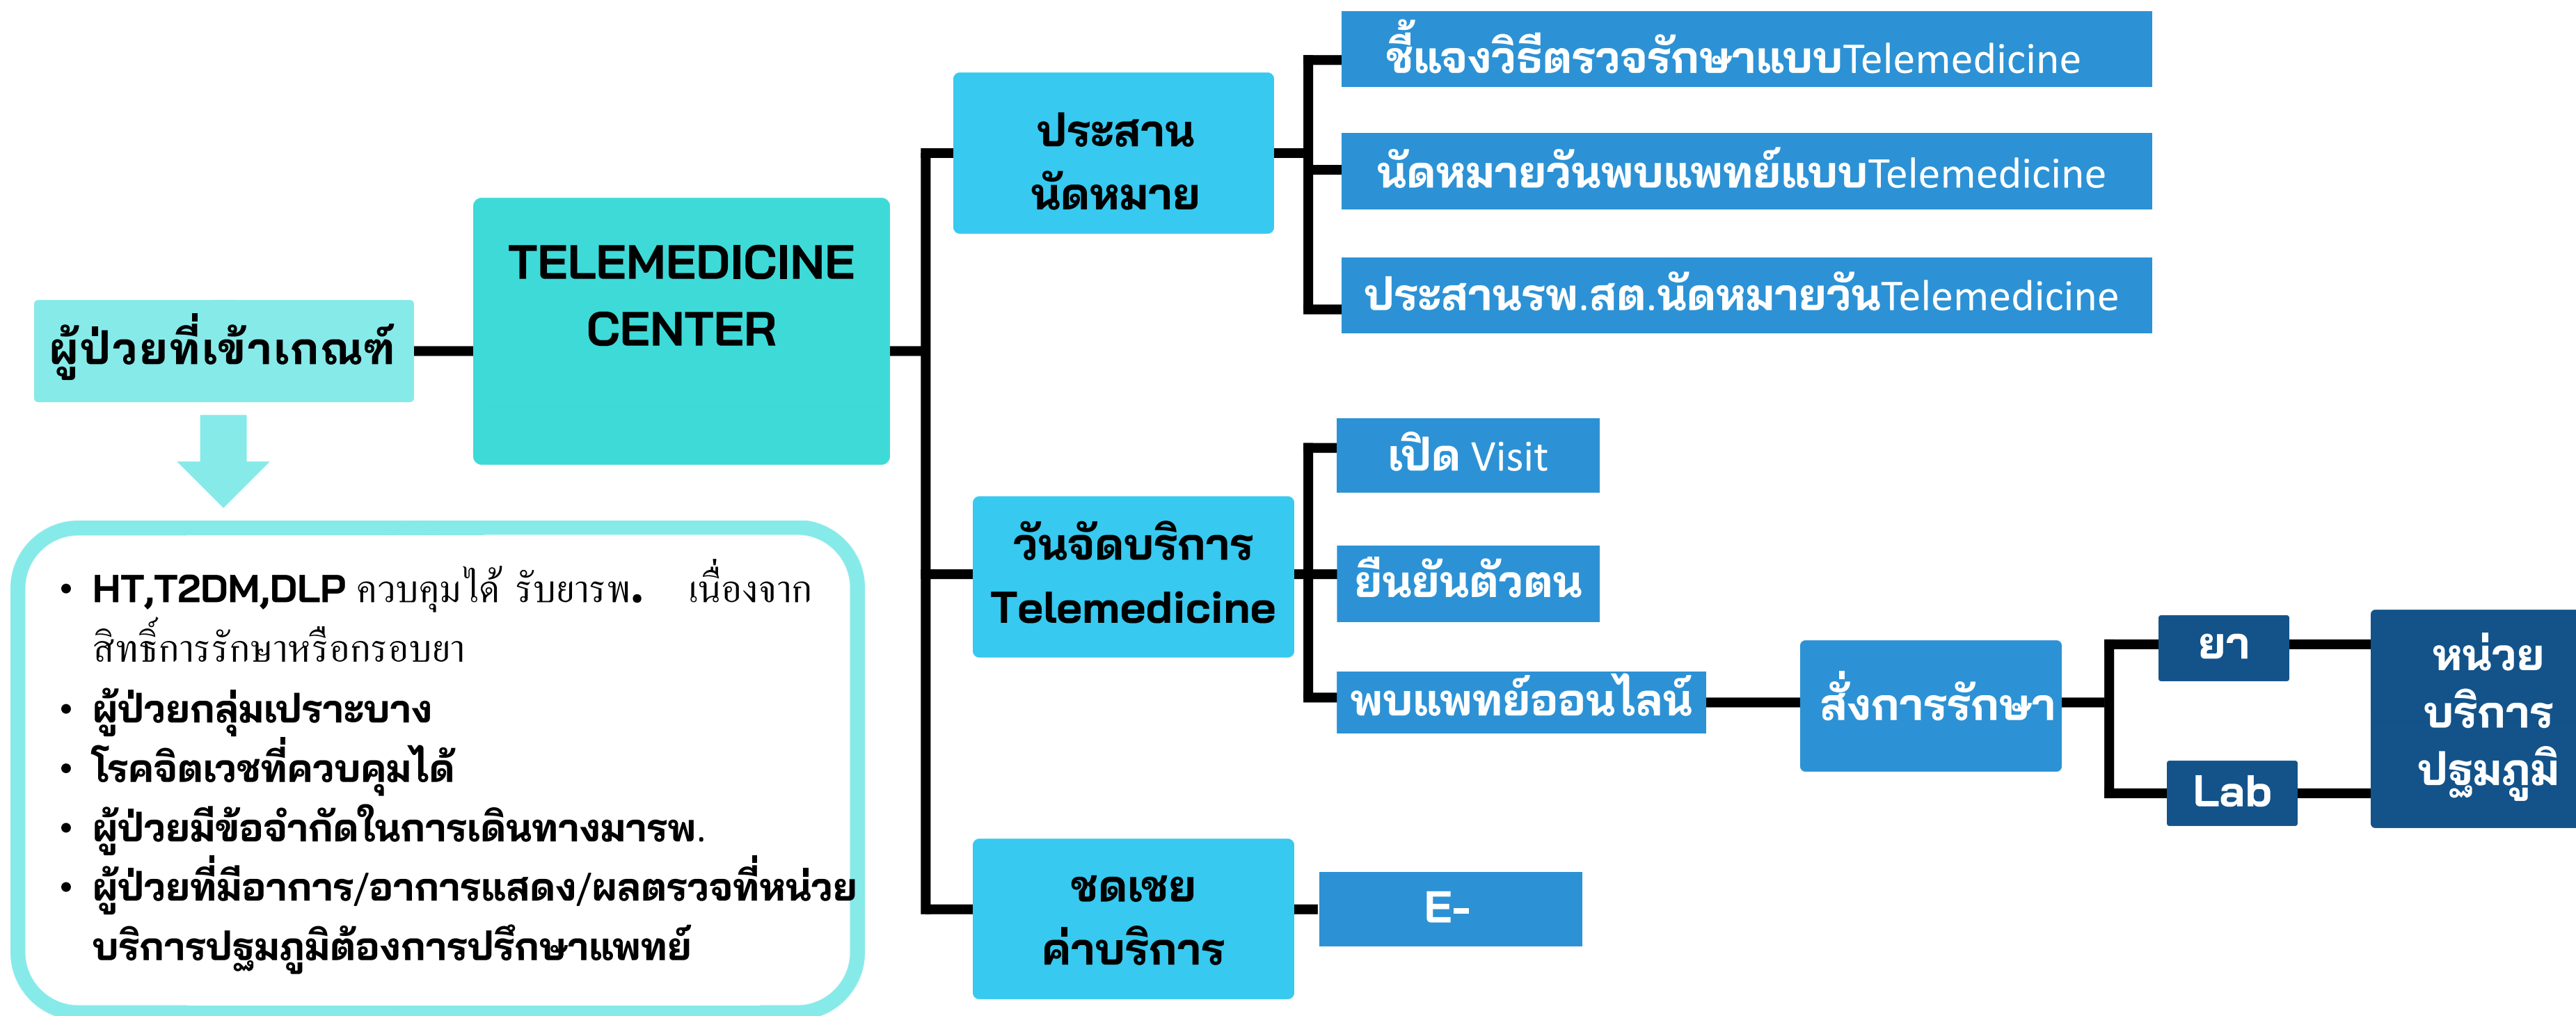 ผู้ป่วยที่เข้าเกณฑ์
• HT,T2DM,DLP ควบคุมได้ รับยารพ. เนื่องจาก
สิทธิ์การรักษาหรือกรอบยา
• ผู้ป่วยกลุ่มเปราะบาง
• โรคจิตเวชที่ควบคุมได้
• ผู้ป่วยมีข้อจำกัดในการเดินทางมารพ.
• ผู้ป่วยที่มีอาการ/อาการแสดง/ผลตรวจที่หน่วย
บริการปฐมภูมิต้องการปรึกษาแพทย์
TELEMEDICINE
CENTER
ประสาน
นัดหมาย
ชี้แจงวิธีตรวจรักษาแบบTelemedicine
นัดหมายวันพบแพทย์แบบTelemedicine
ประสานรพ.สต.นัดหมายวันTelemedicine
วันจัดบริการ
Telemedicine
เปิด Visit
ยืนยันตัวตน
พบแพทย์ออนไลน์
สั่งการรักษา
ยา
Lab
หน่วย
บริการ
ปฐมภูมิ
ชดเชย
ค่าบริการ
E-